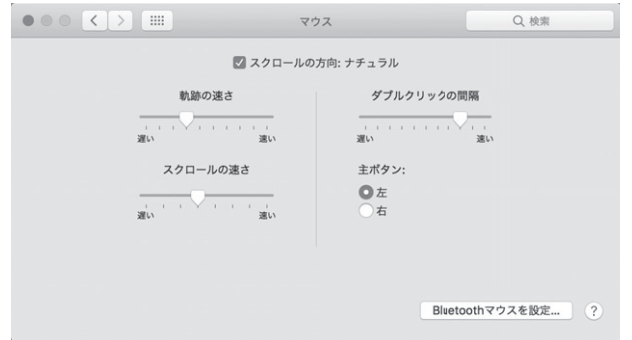 マウス
検索
スクロールの方向: ナチュラル
軌跡の速さ
遅い 速い
スクロールの速さ
遅い 速い
ダブルクリックの間隔
遅い 速い
主ボタン:
左
右
Bluetoothマウスを設定... ?